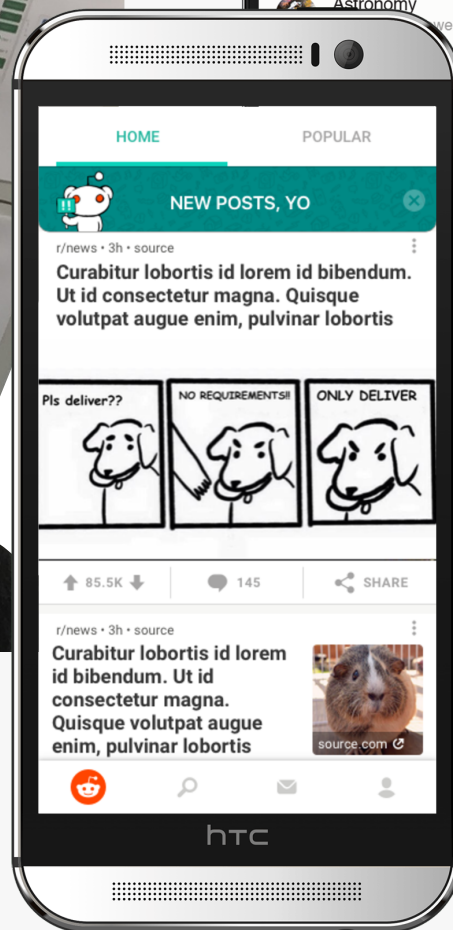 Astronomy
HOME
POPULAR
!!
NEW POSTS, YO
r/news • 3h • source
Curabitur lobortis id lorem id bibendum.
Ut id consectetur magna. Quisque
volutpat augue enim, pulvinar lobortis
Pls deliver??
NO REQUIREMENTS!!
ONLY DELIVER
85.5K
145
SHARE
r/news • 3h • source
Curabitur lobortis id lorem
id bibendum. Ut id
consectetur magna.
Quisque volutpat augue
enim, pulvinar lobortis
source.com
hTC